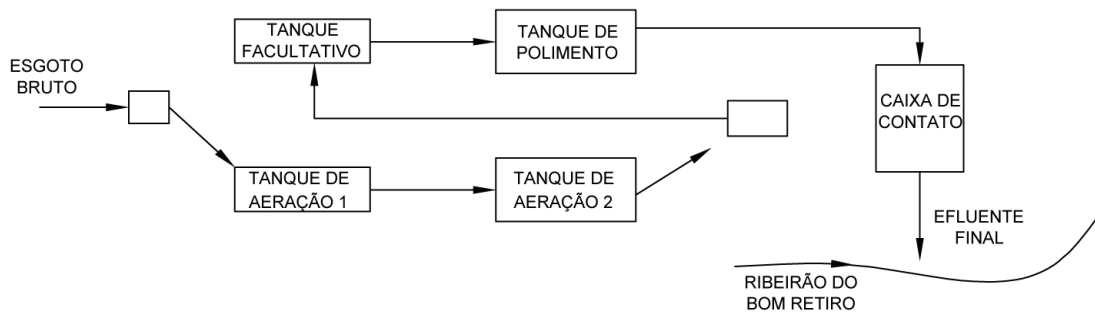 ESGOTO
BRUTO
TANQUE
FACULTATIVO
TANQUE DE
POLIMENTO
CAIXA DE
CONTATO
TANQUE DE
AERAÇÃO 1
TANQUE DE
AERAÇÃO 2
EFLUENTE
FINAL
RIBEIRÃO DO
BOM RETIRO